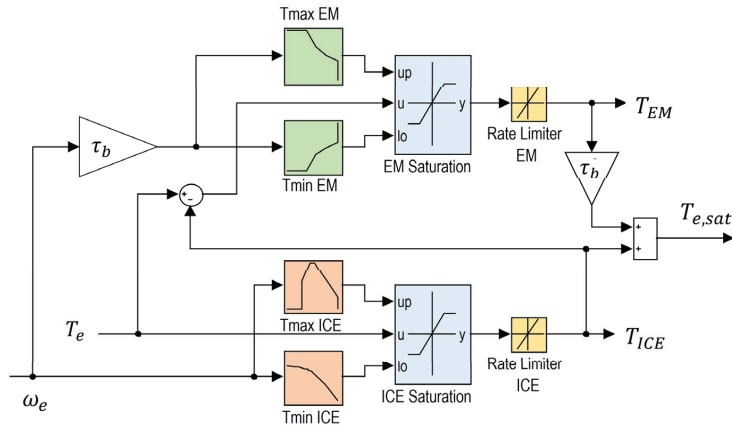 Tmax EM
up
u
y
lo
T_EM
Rate Limiter
EM
τ_b
Tmin EM
EM Saturation
τ_b
+
-
+
+
T_e,sat
up
T_e
Tmax ICE
u
y
T_ICE
lo
Rate Limiter
ICE
ω_e
Tmin ICE
ICE Saturation